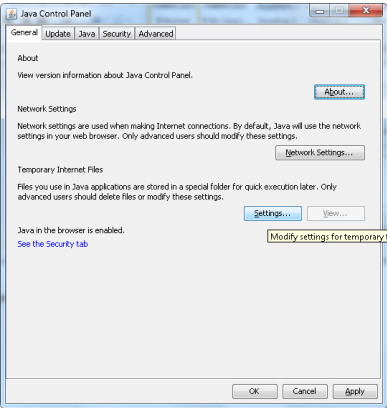 Java Control Panel
General Update Java Security Advanced
About
View version information about Java Control Panel.
About...
Network Settings
Network settings are used when making Internet connections. By default, Java will use the network
settings in your web browser. Only advanced users should modify these settings.
Network Settings...
Temporary Internet Files
Files you use in Java applications are stored in a special folder for quick execution later. Only
advanced users should delete files or modify these settings.
Settings... View...
Modify settings for temporary
Java in the browser is enabled.
See the Security tab
OK Cancel Apply